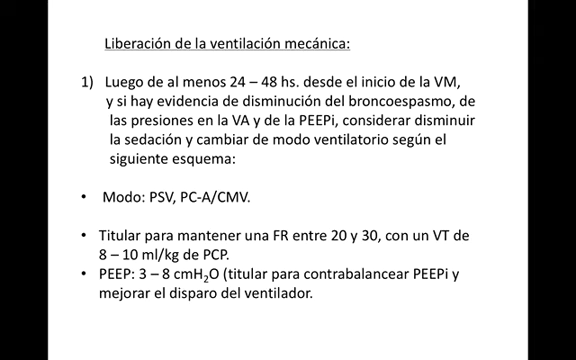 Liberación de la ventilación mecánica:
1) Luego de al menos 24 – 48 hs. desde el inicio de la VM,
y si hay evidencia de disminución del broncoespasmo, de
las presiones en la VA y de la PEEPi, considerar disminuir
la sedación y cambiar de modo ventilatorio según el
siguiente esquema:
• Modo: PSV, PC-A/CMV.
• Titular para mantener una FR entre 20 y 30, con un VT de
8 – 10 ml/kg de PCP.
• PEEP: 3 – 8 cmH₂O (titular para contrabalancear PEEPi y
mejorar el disparo del ventilador.